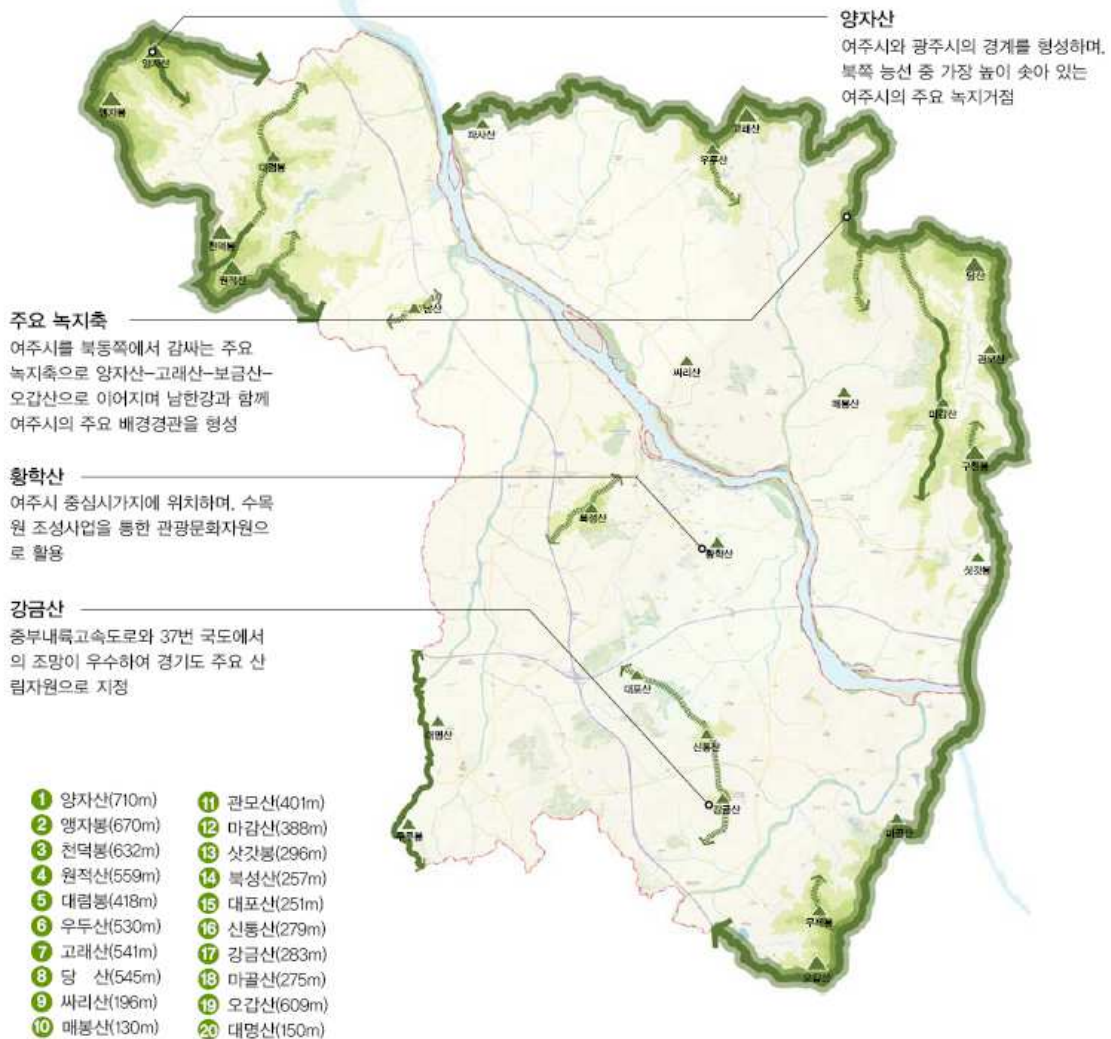 양자산
여주시와 광주시의 경계를 형성하며,
북쪽 능선 중 가장 높이 솟아 있는
여주시의 주요 녹지거점
양자산
앵자봉
파사산
고래산
우두산
대렴봉
천덕봉
원적산
당산
주요 녹지축
여주시를 북동쪽에서 감싸는 주요
녹지축으로 양자산-고래산-보금산-
오갑산으로 이어지며 남한강과 함께
여주시의 주요 배경경관을 형성
싸리산
관모산
매봉산
마감산
황학산
여주시 중심시가지에 위치하며, 수목
원 조성사업을 통한 관광문화자원으
로 활용
북성산
황학산
삿갓봉
강금산
중부내륙고속도로와 37번 국도에서
의 조망이 우수하여 경기도 주요 산
림자원으로 지정
대포산
신통산
대명산
강금산
마골산
오갑산
1 양자산(710m)
2 앵자봉(670m)
3 천덕봉(632m)
4 원적산(559m)
5 대렴봉(418m)
6 우두산(530m)
7 고래산(541m)
8 당 산(545m)
9 싸리산(196m)
10 매봉산(130m)
11 관모산(401m)
12 마감산(388m)
13 삿갓봉(296m)
14 북성산(257m)
15 대포산(251m)
16 신통산(279m)
17 강금산(283m)
18 마골산(275m)
19 오갑산(609m)
20 대명산(150m)